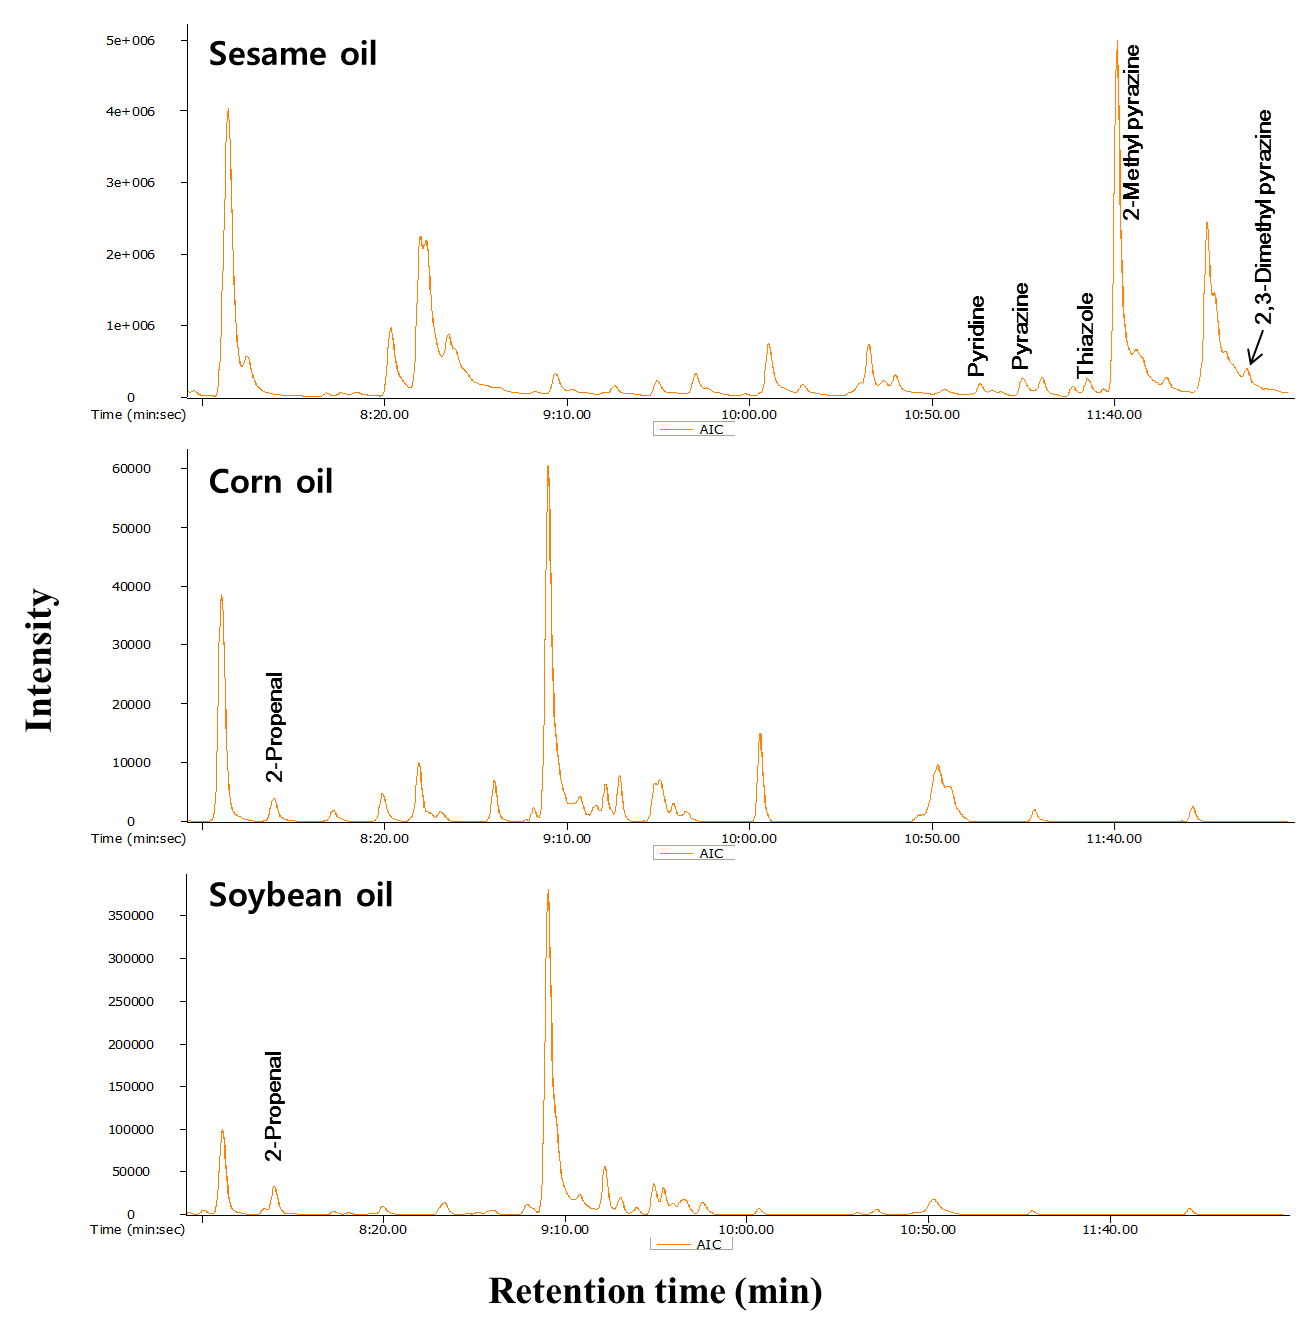 Sesame oil
5e+006
4e+006
3e+006
2e+006
1e+006
0
Pyridine
Pyrazine
Thiazole
2-Methyl pyrazine
2,3-Dimethyl pyrazine
Time (min:sec)
8:20.00
9:10.00
10:00.00
10:50.00
11:40.00
AIC
Corn oil
60000
50000
40000
30000
20000
10000
0
2-Propenal
Time (min:sec)
8:20.00
9:10.00
10:00.00
10:50.00
11:40.00
AIC
Intensity
Soybean oil
350000
300000
250000
200000
150000
100000
50000
0
2-Propenal
Time (min:sec)
8:20.00
9:10.00
10:00.00
10:50.00
11:40.00
AIC
Retention time (min)